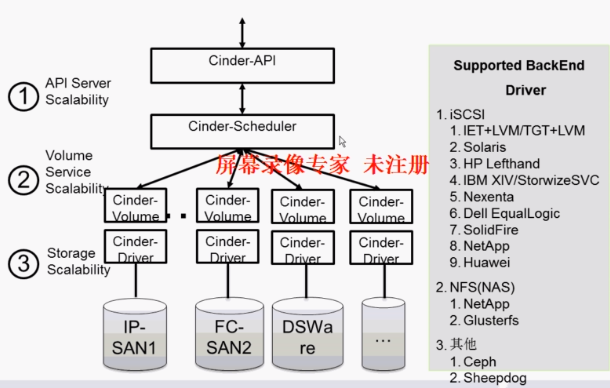 Cinder-API
① API Server
Scalability
Cinder-Scheduler
屏幕录像专家 未注册
② Volume
Service
Scalability
Cinder-
Volume
Cinder-
Volume
Cinder-
Volume
Cinder-
Volume
③ Storage
Scalability
Cinder-
Driver
Cinder-
Driver
Cinder-
Driver
Cinder-
Driver
IP-
SAN1
FC-
SAN2
DSWa
re
...
Supported BackEnd
Driver
1. iSCSI
1. IET+LVM/TGT+LVM
2. Solaris
3. HP Lefthand
4. IBM XIV/StorwizeSVC
5. Nexenta
6. Dell EqualLogic
7. SolidFire
8. NetApp
9. Huawei
2. NFS(NAS)
1. NetApp
2. Glusterfs
3. 其他
1. Ceph
2. Sheepdog